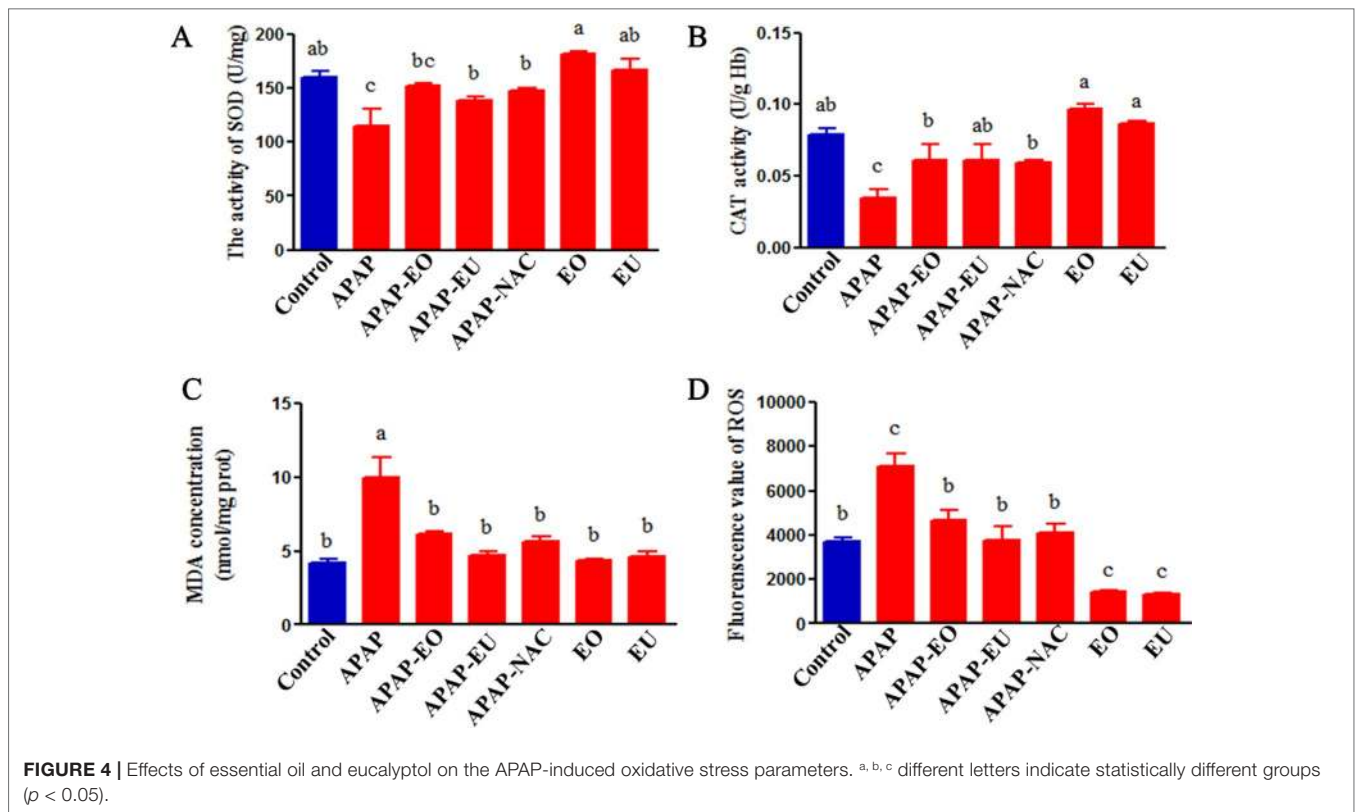 A
The activity of SOD (U/mg)
200
150
100
50
0
ab
c
bc
b
b
a
ab
Control
APAP
APAP-EO
APAP-EU
APAP-NAC
EO
EU
B
CAT activity (U/g Hb)
0.15
0.10
0.05
0.00
ab
c
b
ab
b
a
a
Control
APAP
APAP-EO
APAP-EU
APAP-NAC
EO
EU
C
MDA concentration
(nmol/mg prot)
15
10
5
0
b
a
b
b
b
b
b
Control
APAP
APAP-EO
APAP-EU
APAP-NAC
EO
EU
D
Fluorenscence value of ROS
10000
8000
6000
4000
2000
0
b
c
b
b
b
c
c
Control
APAP
APAP-EO
APAP-EU
APAP-NAC
EO
EU
FIGURE 4 | Effects of essential oil and eucalyptol on the APAP-induced oxidative stress parameters. a, b, c different letters indicate statistically different groups
(p < 0.05).